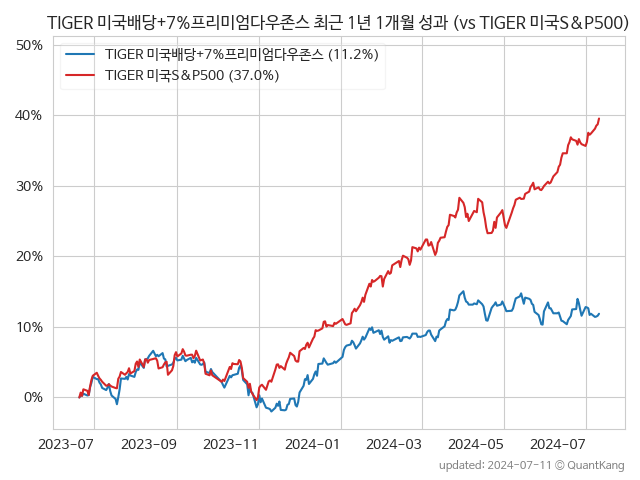 TIGER 미국배당+7%프리미엄다우존스 최근 1년 1개월 성과 (vs TIGER 미국S&P500)
50%
TIGER 미국배당+7%프리미엄다우존스 (11.2%)
TIGER 미국S&P500 (37.0%)
40%
30%
20%
10%
0%
2023-07 2023-09 2023-11 2024-01 2024-03 2024-05 2024-07
updated: 2024-07-11 © QuantKang